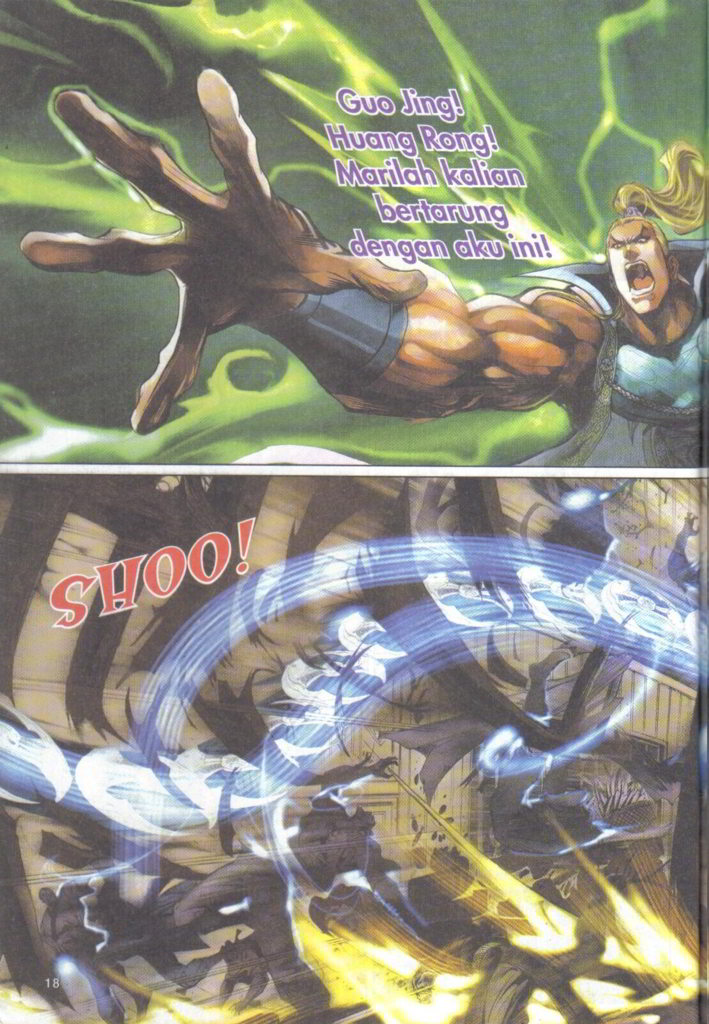 Guo Jing!
Huang Rong!
Marilah kalian
bertarung
dengan aku ini!
SHOO!
18